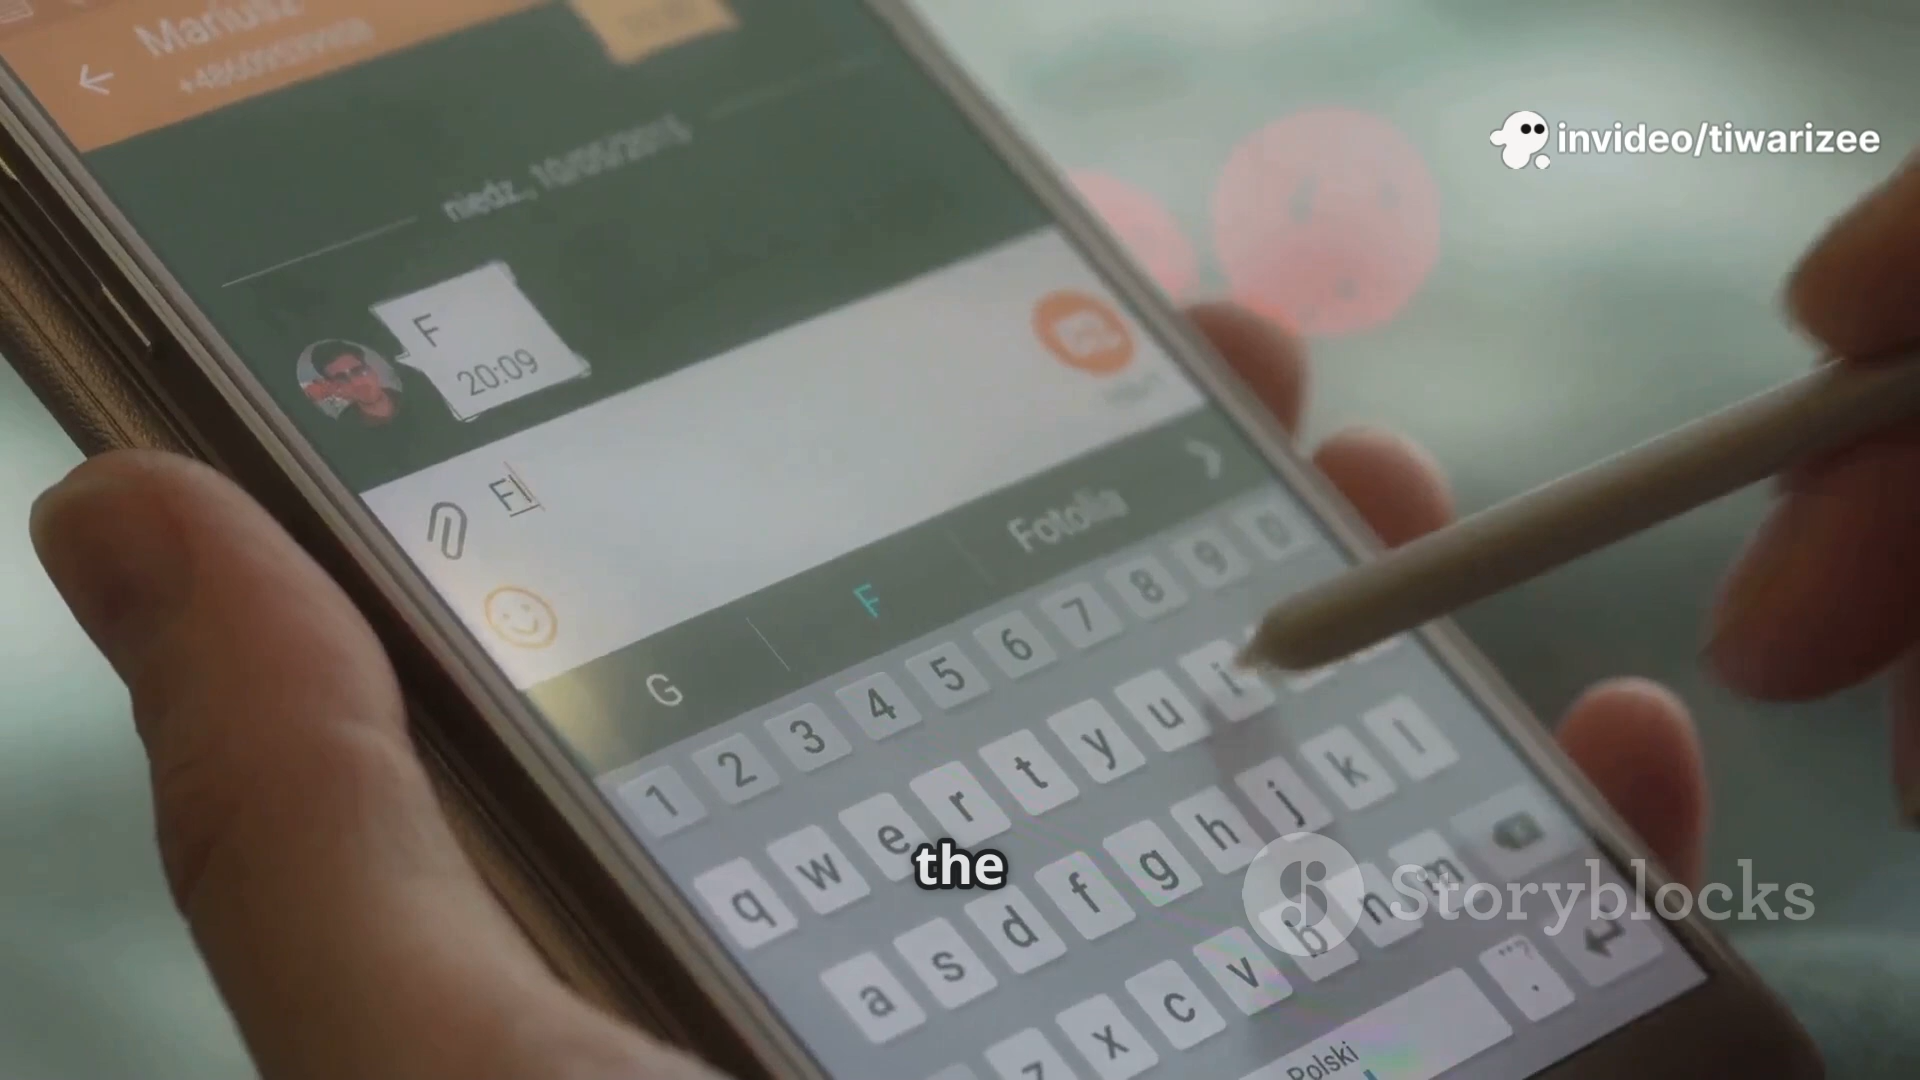 Mariusz
invideo/tiwarizee
niedz., 10/05/2015
F
20:09
F
G
F
Fotolia
1 2 3 4 5 6 7 8 9 0
q w e r t y u i
a s d f g h j k l
z x c v b n m
the
Storyblocks
Polski